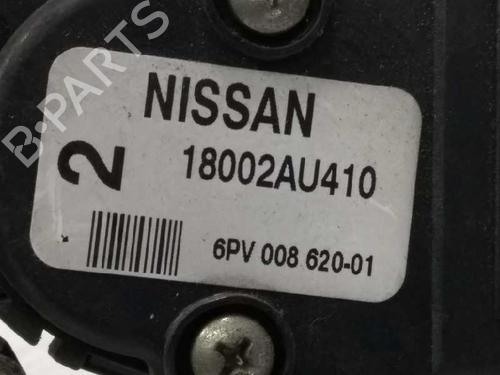 B-PARTS
NISSAN
2
18002AU410
6PV 008 620-01